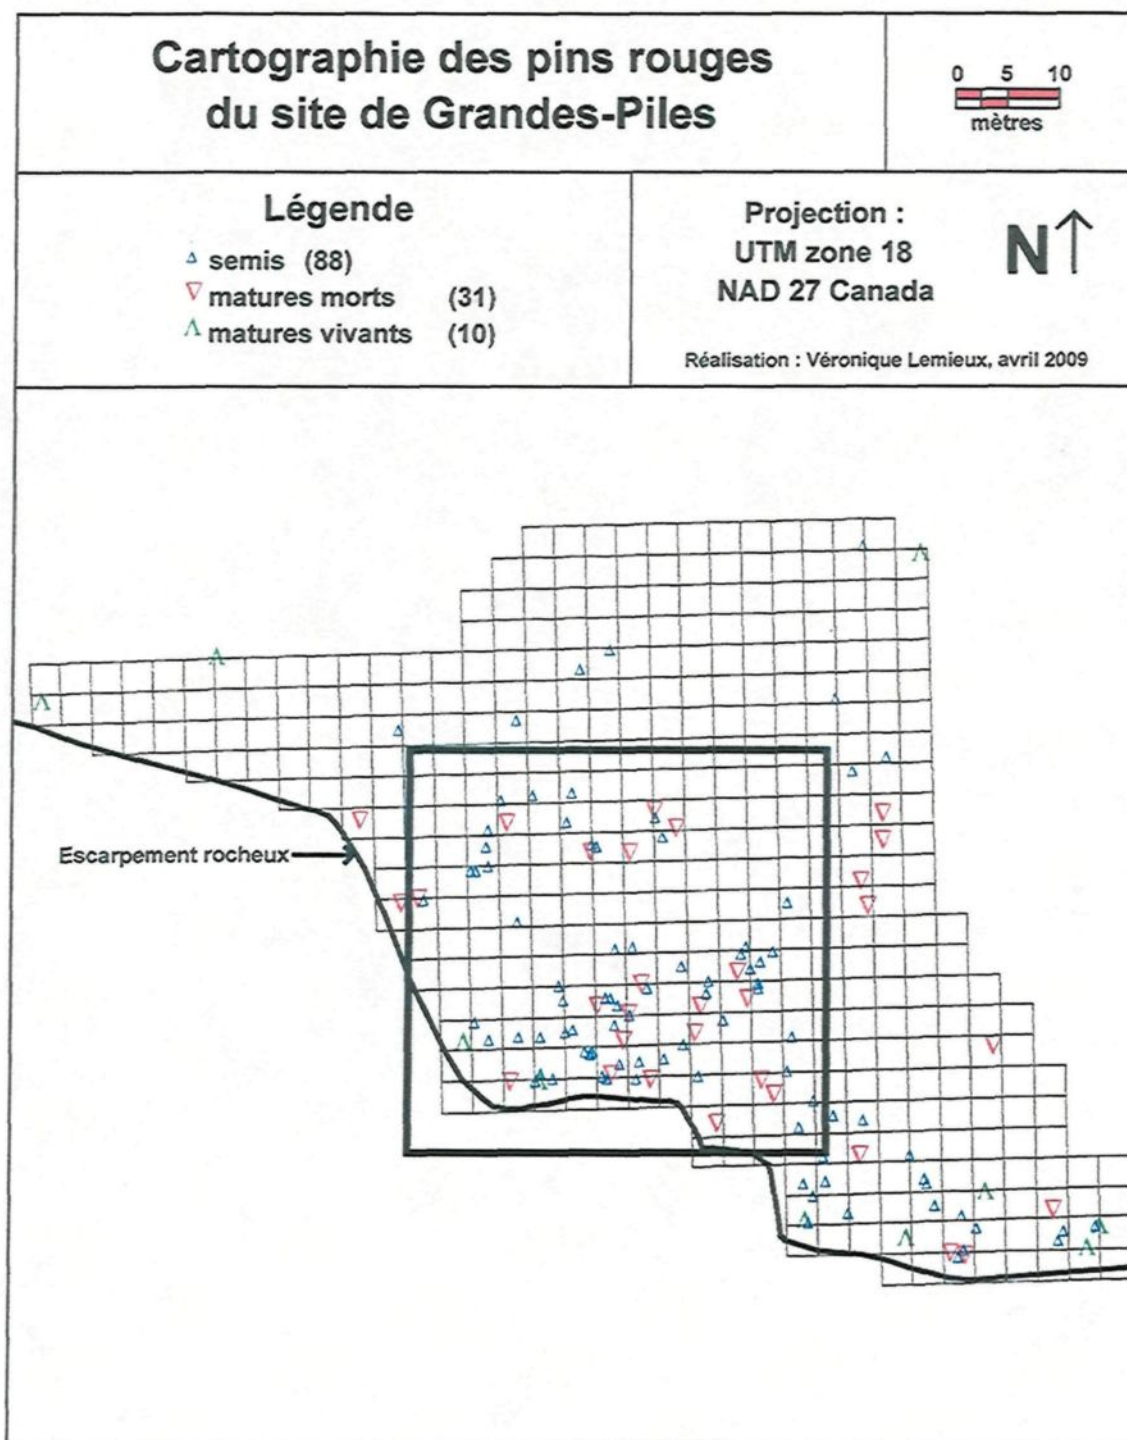 Cartographie des pins rouges
du site de Grandes-Piles
0 5 10
mètres
Légende
semis (88)
matures morts (31)
matures vivants (10)
Projection :
UTM zone 18
NAD 27 Canada
N
Réalisation : Véronique Lemieux, avril 2009
Escarpement rocheux